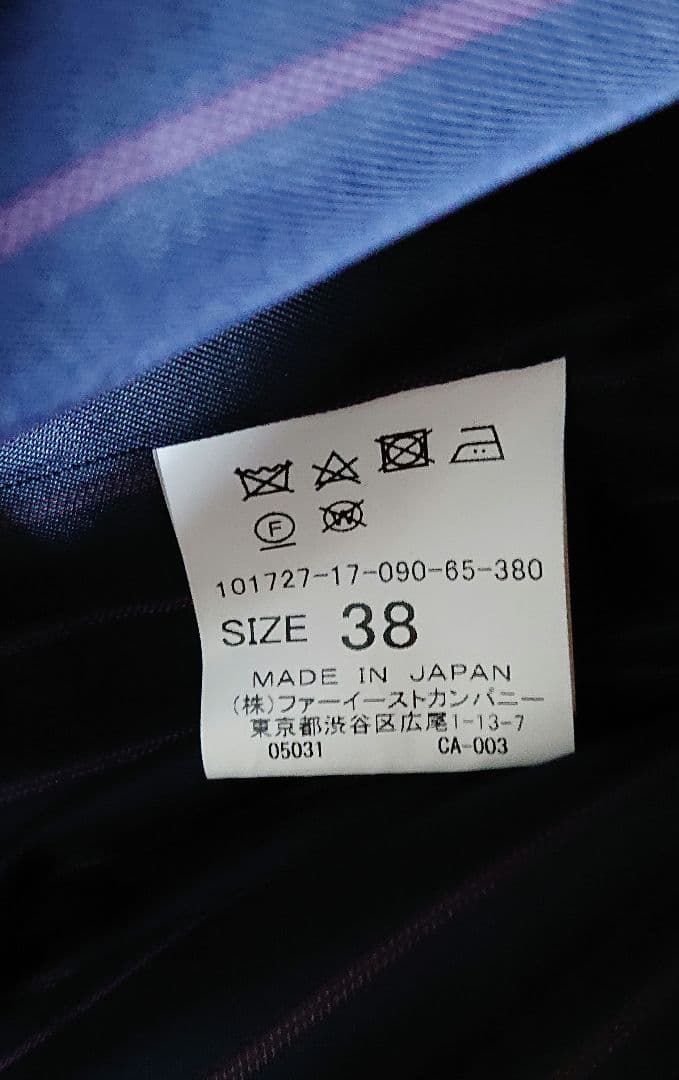 F
W
101727-17-090-65-380
SIZE 38
MADE IN JAPAN
(株)ファーイーストカンパニー
東京都渋谷区広尾1-13-7
05031 CA-003